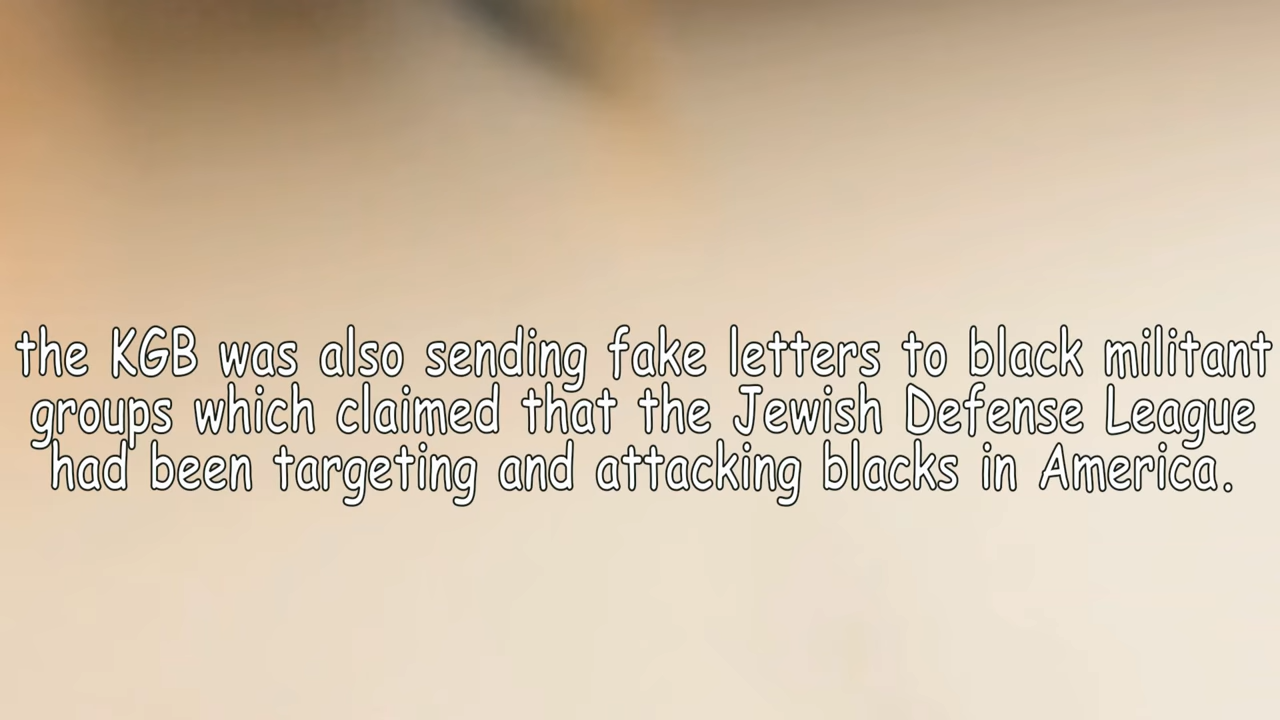 the KGB was also sending fake letters to black militant
groups which claimed that the Jewish Defense League
had been targeting and attacking blacks in America.